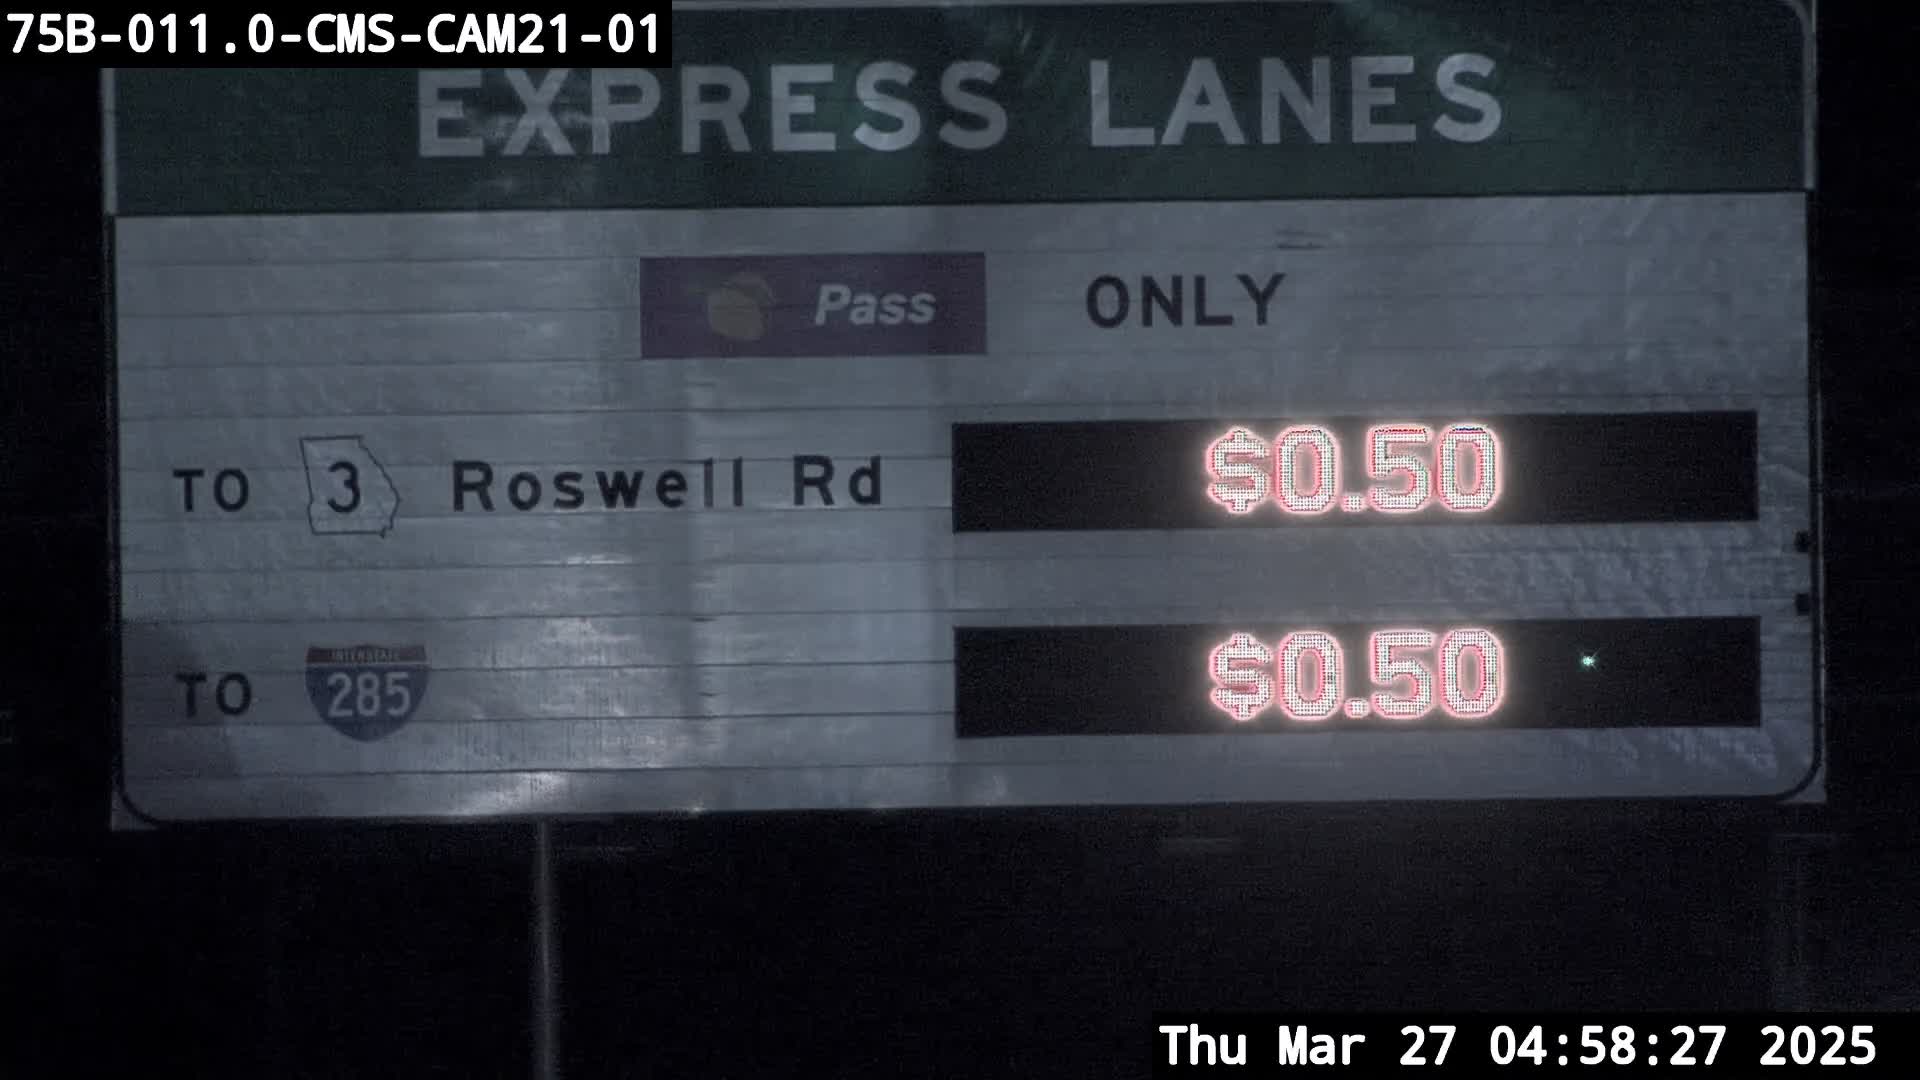 75B-011.0-CMS-CAM21-01
EXPRESS LANES
Pass ONLY
TO 3 Roswell Rd $0.50
INTERSTATE
TO 285 $0.50
Thu Mar 27 04:58:27 2025